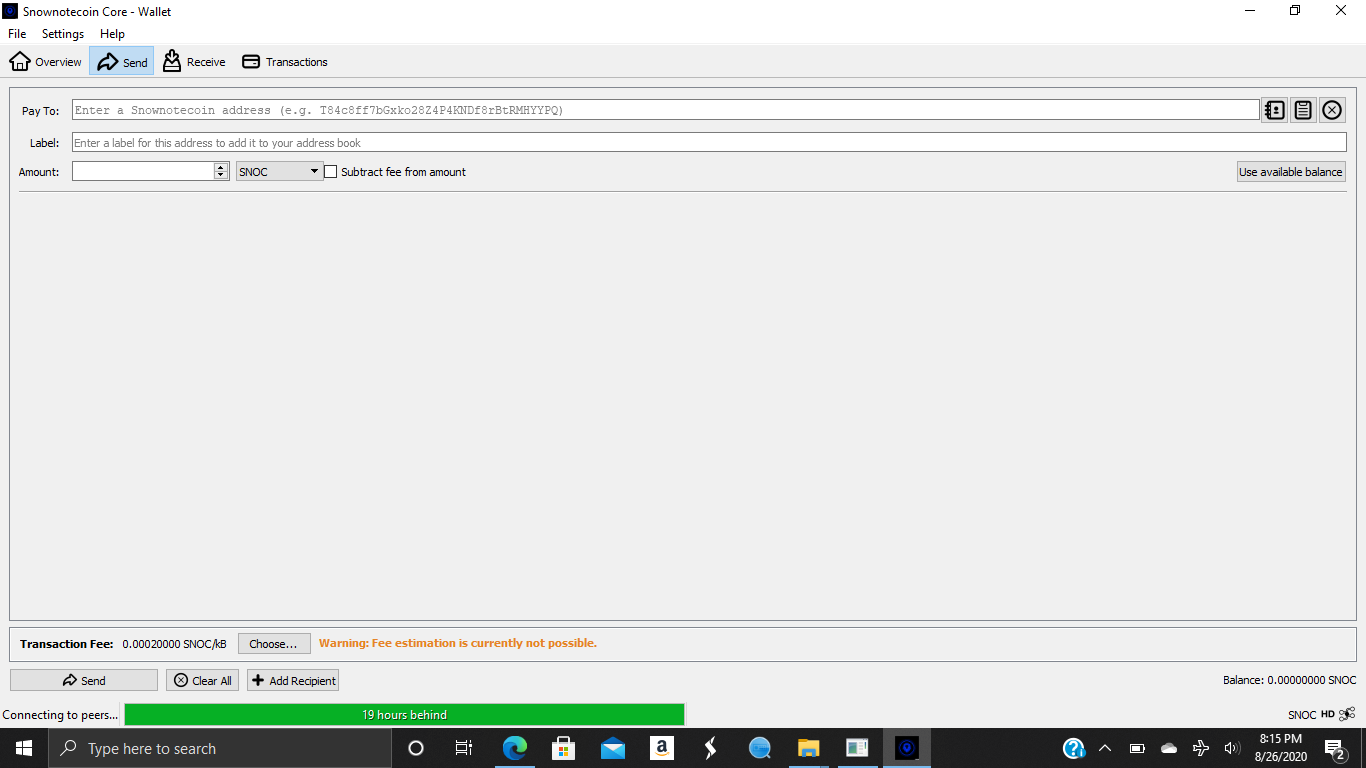 Snownotecoin Core - Wallet
File Settings Help
Overview Send Receive Transactions
Pay To: Enter a Snownotecoin address (e.g. T84c8ff7bGxko28Z4P4KNDf8rBtRMHYYPQ)
Label: Enter a label for this address to add it to your address book
Amount: SNOC Subtract fee from amount Use available balance
Transaction Fee: 0.00020000 SNOC/kB Choose... Warning: Fee estimation is currently not possible.
Send Clear All Add Recipient Balance: 0.00000000 SNOC
Connecting to peers... 19 hours behind SNOC HD
Type here to search 8:15 PM
8/26/2020 2